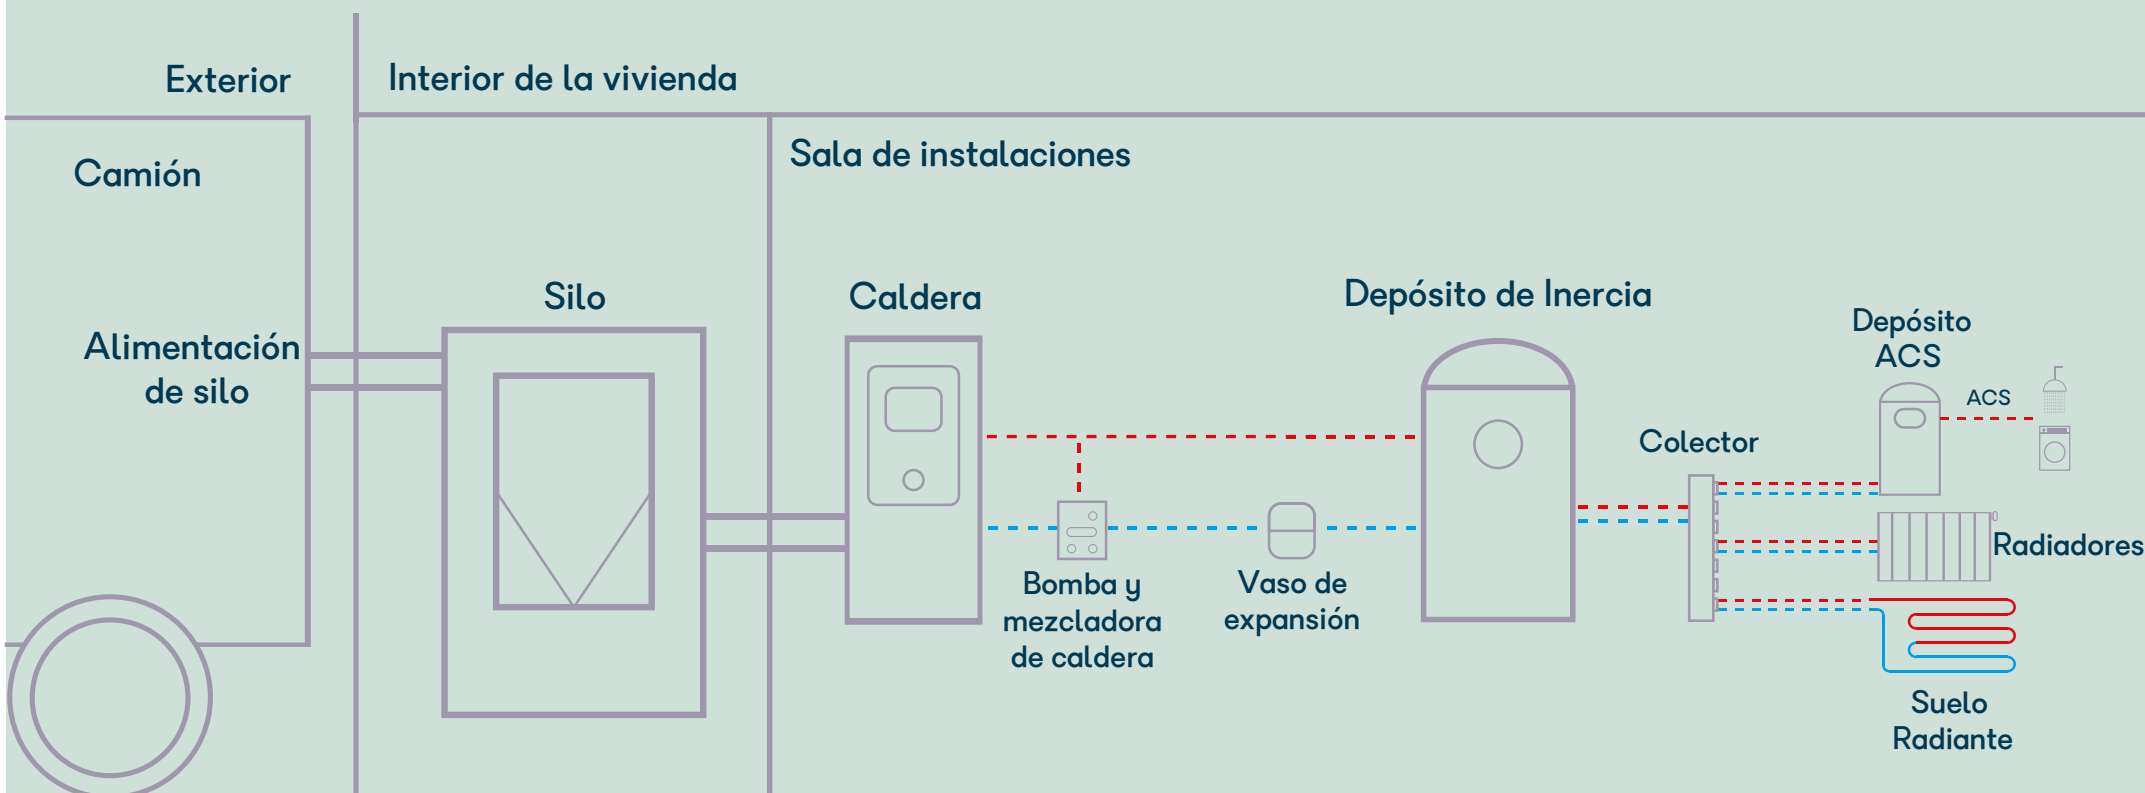 Exterior
Interior de la vivienda
Camión
Sala de instalaciones
Alimentación
de silo
Silo
Caldera
Bomba y
mezcladora
de caldera
Vaso de
expansión
Depósito de Inercia
Colector
Depósito
ACS
ACS
Radiadores
Suelo
Radiante